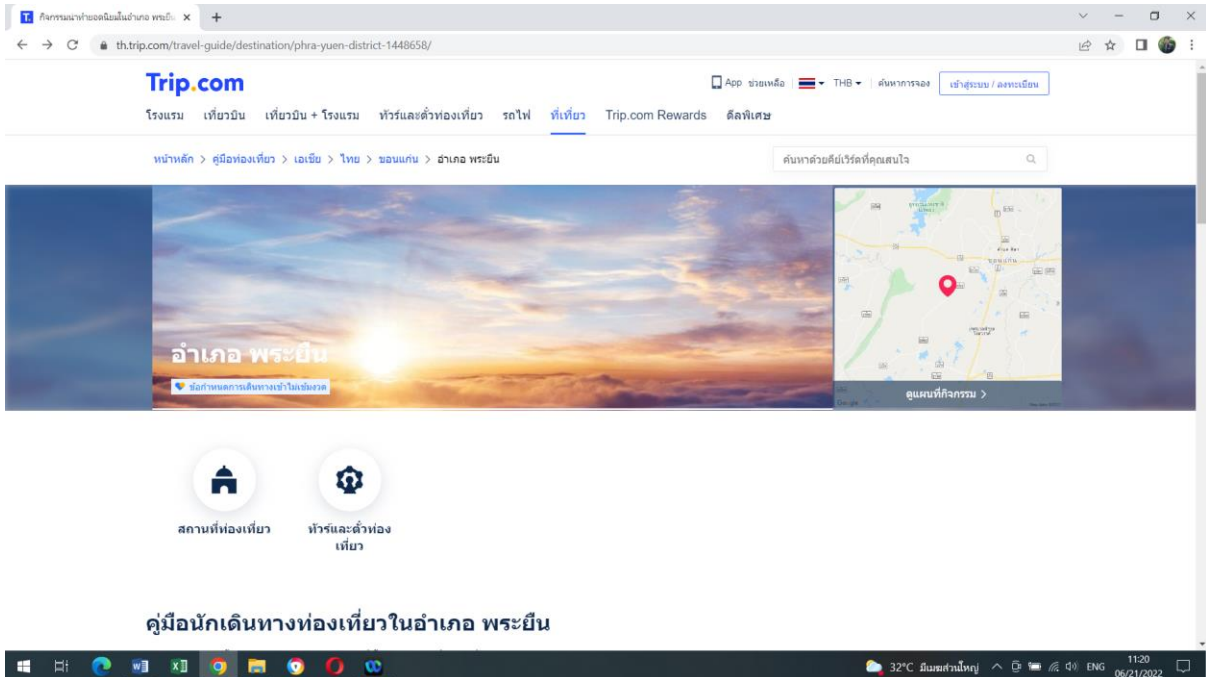 กิจกรรมน่าทำยอดนิยมในอำเภอ พระยืน
th.trip.com/travel-guide/destination/phra-yuen-district-1448658/
Trip.com
App ช่วยเหลือ THB ค้นหาการจอง เข้าสู่ระบบ / ลงทะเบียน
โรงแรม เที่ยวบิน เที่ยวบิน + โรงแรม ทัวร์และตั๋วท่องเที่ยว รถไฟ ที่เที่ยว Trip.com Rewards ดีลพิเศษ
หน้าหลัก > คู่มือท่องเที่ยว > เอเชีย > ไทย > ขอนแก่น > อำเภอ พระยืน
ค้นหาด้วยคีย์เวิร์ดที่คุณสนใจ
อำเภอ พระยืน
ข้อกำหนดการเดินทางเข้าไม่เข้มงวด
ดูแผนที่กิจกรรม >
สถานที่ท่องเที่ยว
ทัวร์และตั๋วท่อง
เที่ยว
คู่มือนักเดินทางท่องเที่ยวในอำเภอ พระยืน
32°C มีเมฆส่วนใหญ่ ENG
11:20
06/21/2022